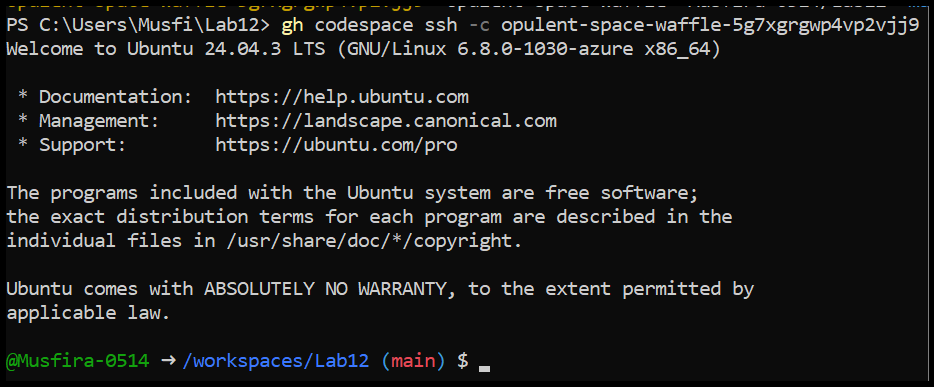 PS C:\Users\Musfi\Lab12> gh codespace ssh -c opulent-space-waffle-5g7xgrgwp4vp2vjj9
Welcome to Ubuntu 24.04.3 LTS (GNU/Linux 6.8.0-1030-azure x86_64)
* Documentation:  https://help.ubuntu.com
* Management:     https://landscape.canonical.com
* Support:        https://ubuntu.com/pro
The programs included with the Ubuntu system are free software;
the exact distribution terms for each program are described in the
individual files in /usr/share/doc/*/copyright.
Ubuntu comes with ABSOLUTELY NO WARRANTY, to the extent permitted by
applicable law.
@Musfira-0514 → /workspaces/Lab12 (main) $